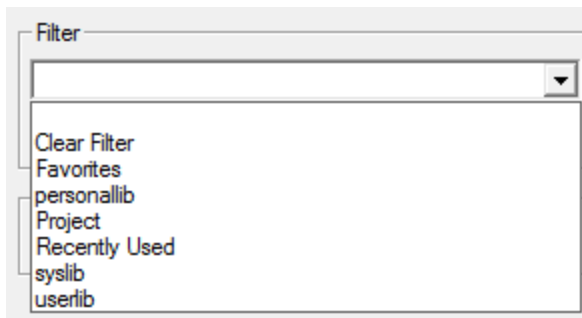 Filter
Clear Filter
Favorites
personallib
Project
Recently Used
syslib
userlib